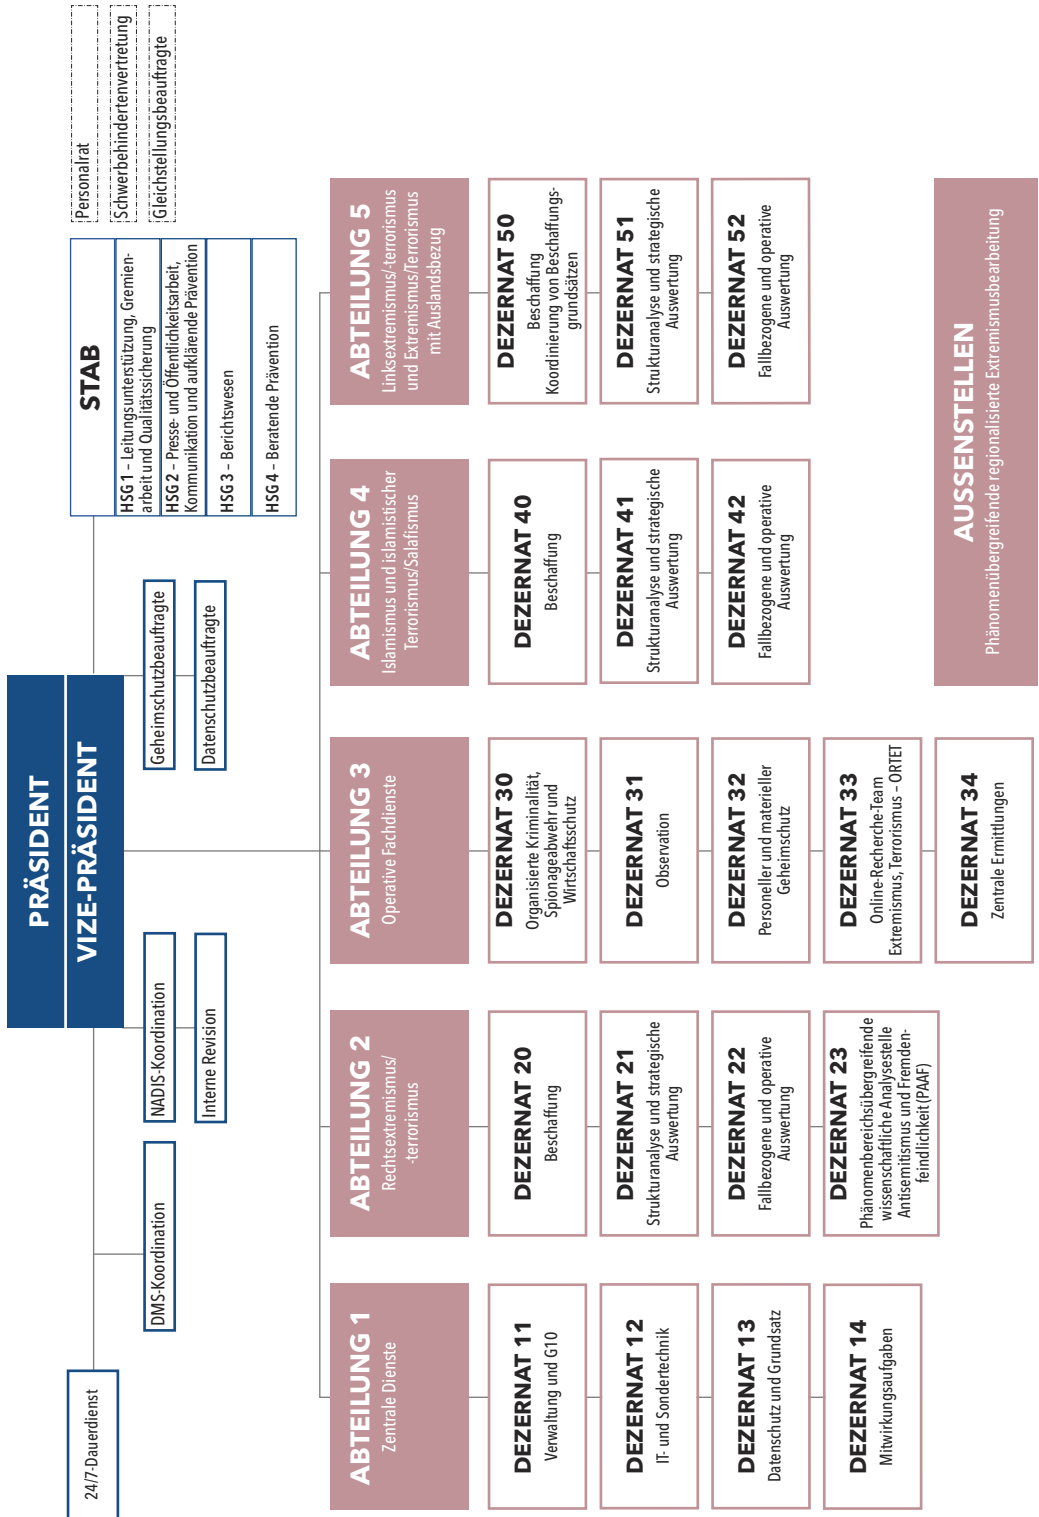 PRÄSIDENT
VIZE-PRÄSIDENT
24/7-Dauerdienst
DMS-Koordination
NADIS-Koordination
Interne Revision
Geheimschutzbeauftragte
Datenschutzbeauftragte
STAB
HSG 1 – Leitungsunterstützung, Gremien-
arbeit und Qualitätssicherung
HSG 2 – Presse- und Öffentlichkeitsarbeit,
Kommunikation und aufklärende Prävention
HSG 3 – Berichtswesen
HSG 4 – Beratende Prävention
Personalrat
Schwerbehindertenvertretung
Gleichstellungsbeauftragte
ABTEILUNG 1
Zentrale Dienste
DEZERNAT 11
Verwaltung und G10
DEZERNAT 12
IT- und Sondertechnik
DEZERNAT 13
Datenschutz und Grundsatz
DEZERNAT 14
Mitwirkungsaufgaben
ABTEILUNG 2
Rechtsextremismus/
-terrorismus
DEZERNAT 20
Beschaffung
DEZERNAT 21
Strukturanalyse und strategische
Auswertung
DEZERNAT 22
Fallbezogene und operative
Auswertung
DEZERNAT 23
Phänomenbereichsübergreifende
wissenschaftliche Analysestelle
Antisemitismus und Fremden-
feindlichkeit (PAAF)
ABTEILUNG 3
Operative Fachdienste
DEZERNAT 30
Organisierte Kriminalität,
Spionageabwehr und
Wirtschaftsschutz
DEZERNAT 31
Observation
DEZERNAT 32
Personeller und materieller
Geheimschutz
DEZERNAT 33
Online-Recherche-Team
Extremismus, Terrorismus – ORTET
DEZERNAT 34
Zentrale Ermittlungen
ABTEILUNG 4
Islamismus und islamistischer
Terrorismus/Salafismus
DEZERNAT 40
Beschaffung
DEZERNAT 41
Strukturanalyse und strategische
Auswertung
DEZERNAT 42
Fallbezogene und operative
Auswertung
ABTEILUNG 5
Linksextremismus/-terrorismus
und Extremismus/Terrorismus
mit Auslandsbezug
DEZERNAT 50
Beschaffung
Koordinierung von Beschaffungs-
grundsätzen
DEZERNAT 51
Strukturanalyse und strategische
Auswertung
DEZERNAT 52
Fallbezogene und operative
Auswertung
AUSSENSTELLEN
Phänomenübergreifende regionalisierte Extremismusbearbeitung